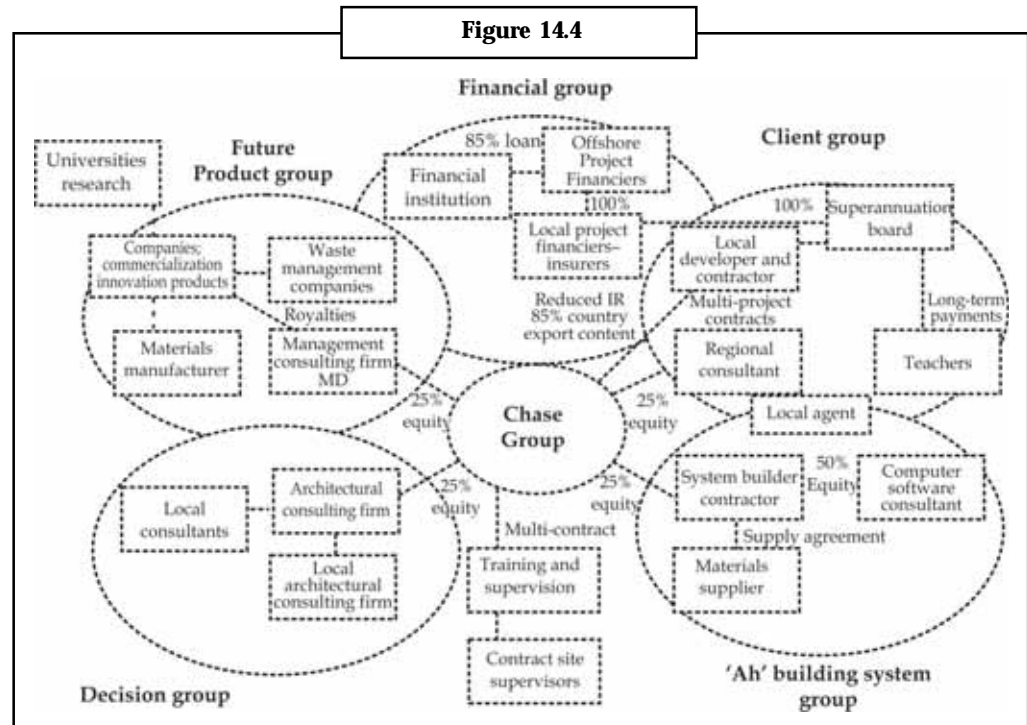 Figure 14.4
Financial group
Client group
Future
Product group
Universities
research
85% loan
Financial
institution
Offshore
Project
Financiers
100%
Local project
financiers–
insurers
100%
Superannuation
board
Local
developer and
contractor
Companies;
commercialization
innovation products
Waste
management
companies
Royalties
Materials
manufacturer
Management
consulting firm
MD
Reduced IR
85% country
export content
Multi-project
contracts
Long-term
payments
Regional
consultant
Teachers
Local agent
25%
equity
Chase
Group
25%
equity
Local
consultants
Architectural
consulting firm
Local
architectural
consulting firm
25%
equity
Multi-contract
Training and
supervision
Contract site
supervisors
25%
equity
System builder
contractor
50%
Equity
Computer
software
consultant
Supply agreement
Materials
supplier
Decision group
'Ah' building system
group